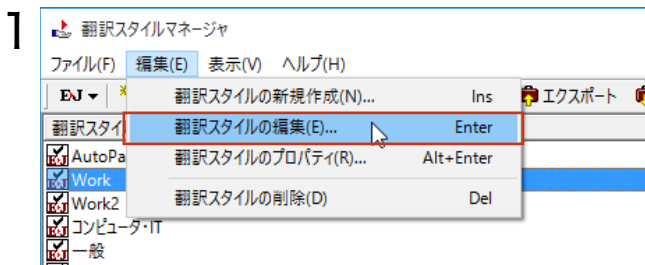 1
翻訳スタイルマネージャ
ファイル(F) 編集(E) 表示(V) ヘルプ(H)
EJ エクスポート
翻訳スタイルの新規作成(N)... Ins
翻訳スタイ
翻訳スタイルの編集(E)... Enter
AutoPa
翻訳スタイルのプロパティ(R)... Alt+Enter
Work
Work2
翻訳スタイルの削除(D) Del
コンピュータ・IT
一般